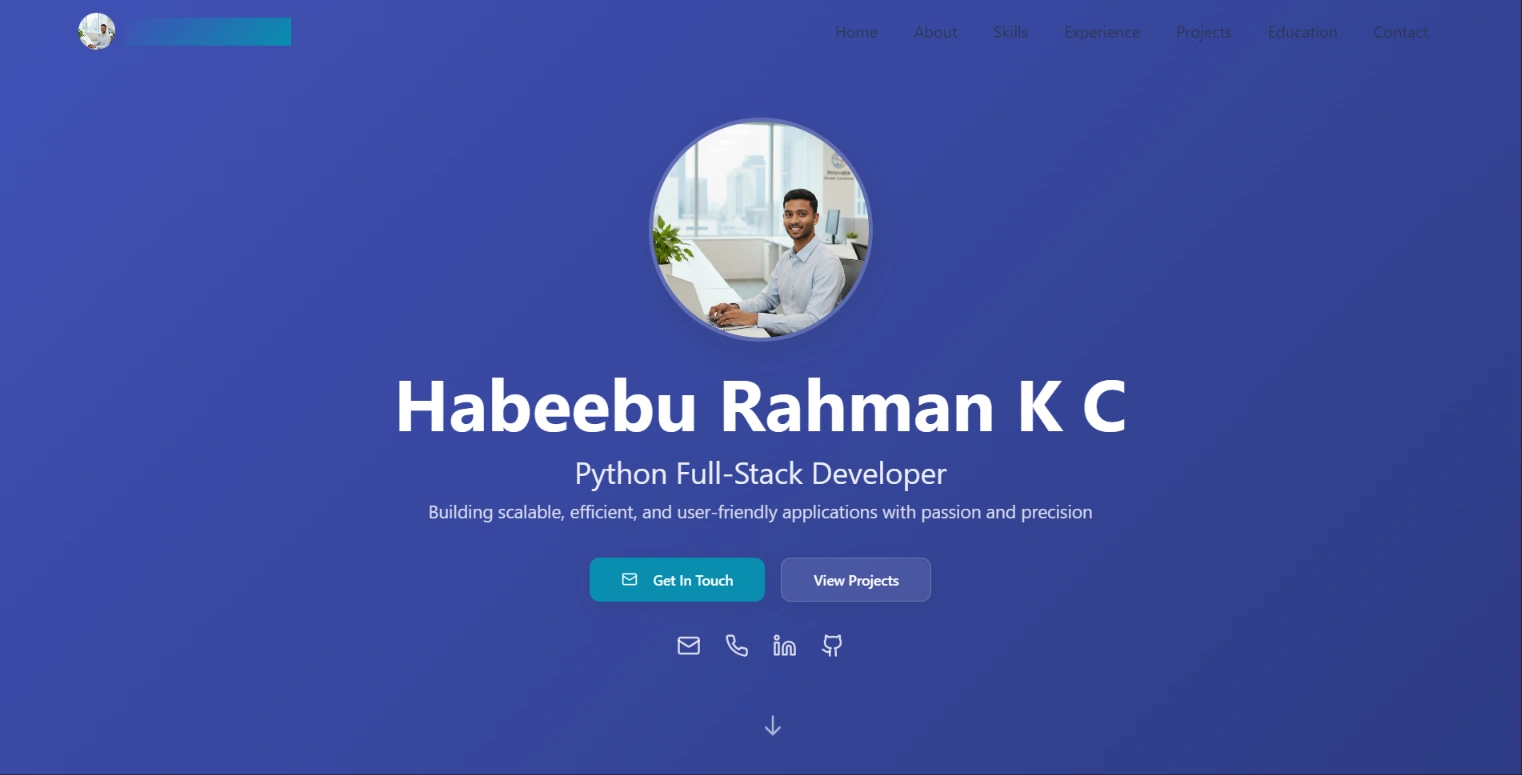 Home About Skills Experience Projects Education Contact
Habeebu Rahman K C
Python Full-Stack Developer
Building scalable, efficient, and user-friendly applications with passion and precision
Get In Touch View Projects